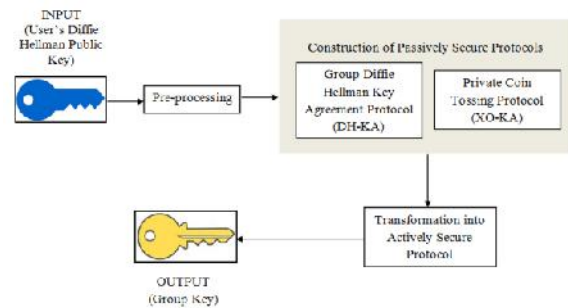 INPUT
(User's Diffie
Hellman Public
Key)
Pre-processing
Construction of Passively Secure Protocols
Group Diffie
Hellman Key
Agreement Protocol
(DH-KA)
Private Coin
Tossing Protocol
(XO-KA)
Transformation into
Actively Secure
Protocol
OUTPUT
(Group Key)